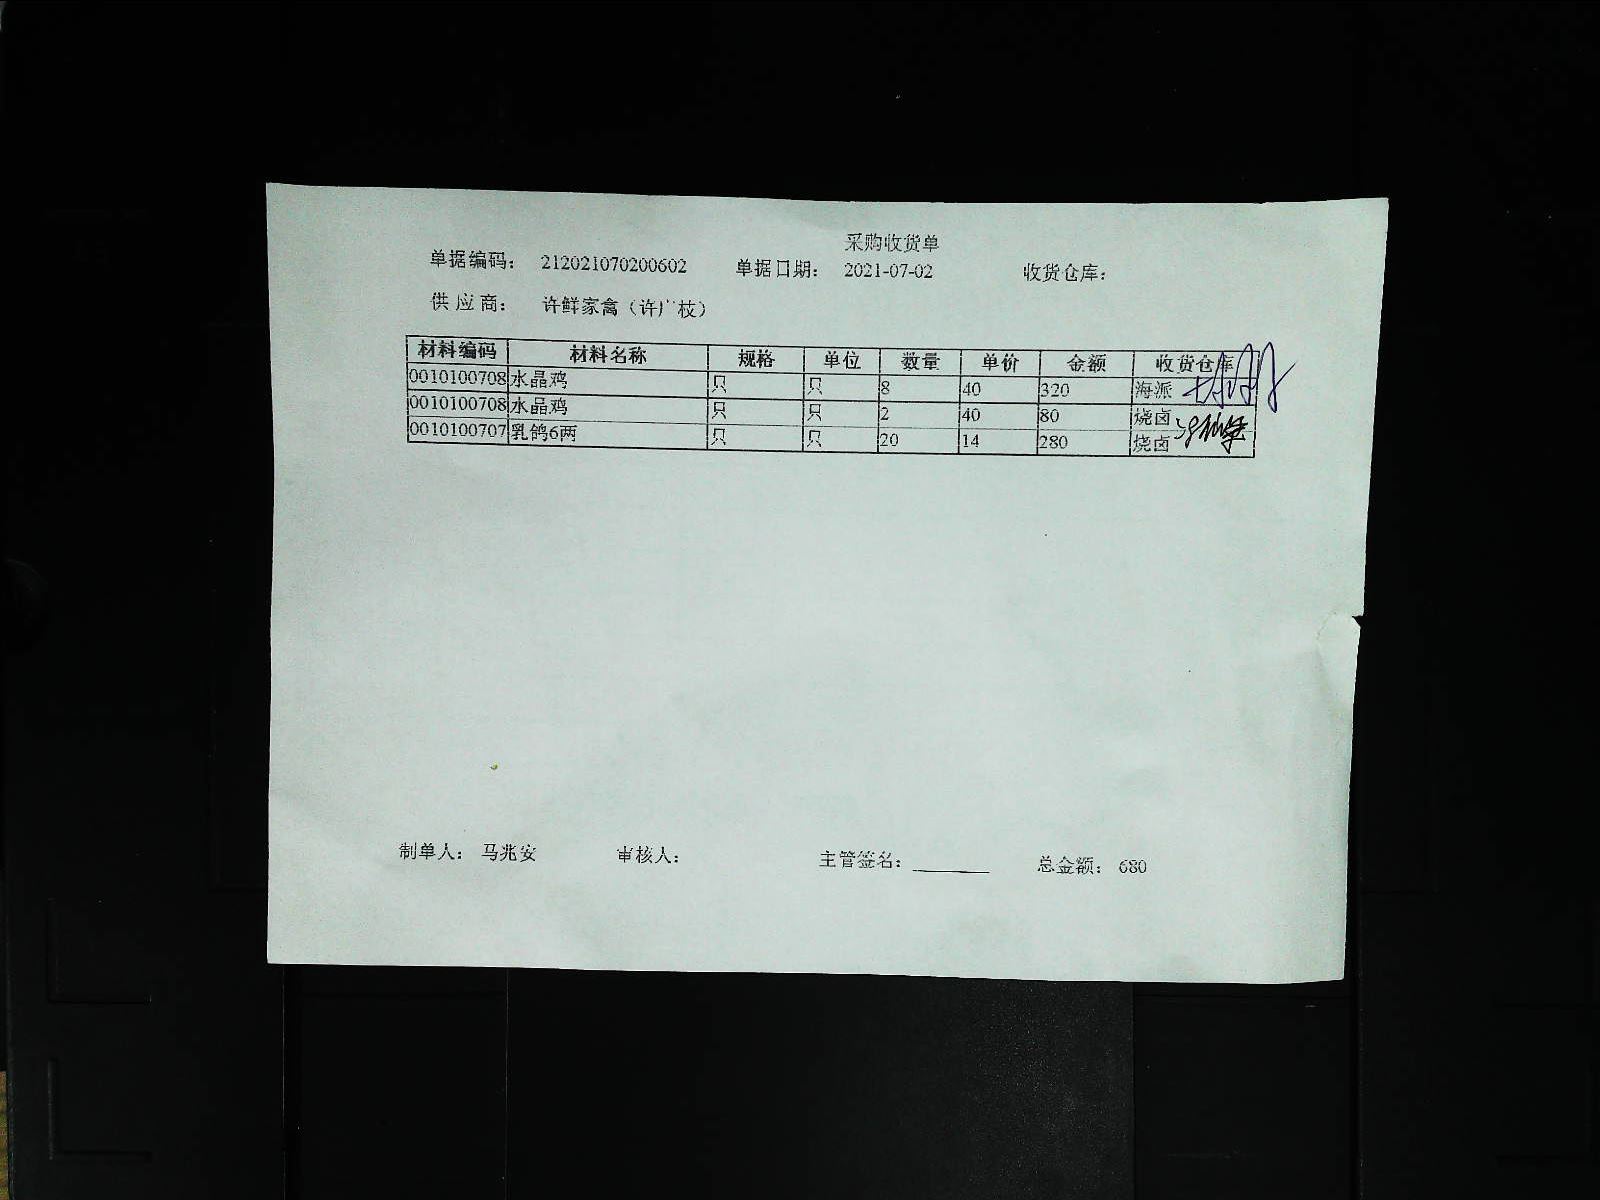 采购收货单
单据编码： 212021070200602 单据日期： 2021-07-02 收货仓库：
供 应 商： 许鲜家禽（许广枝）
材料编码 材料名称 规格 单位 数量 单价 金额 收货仓库
0010100708 水晶鸡 只 只 8 40 320 海派
0010100708 水晶鸡 只 只 2 40 80 烧卤
0010100707 乳鸽6两 只 只 20 14 280 烧卤
制单人： 马兆安 审核人： 主管签名： 总金额： 680